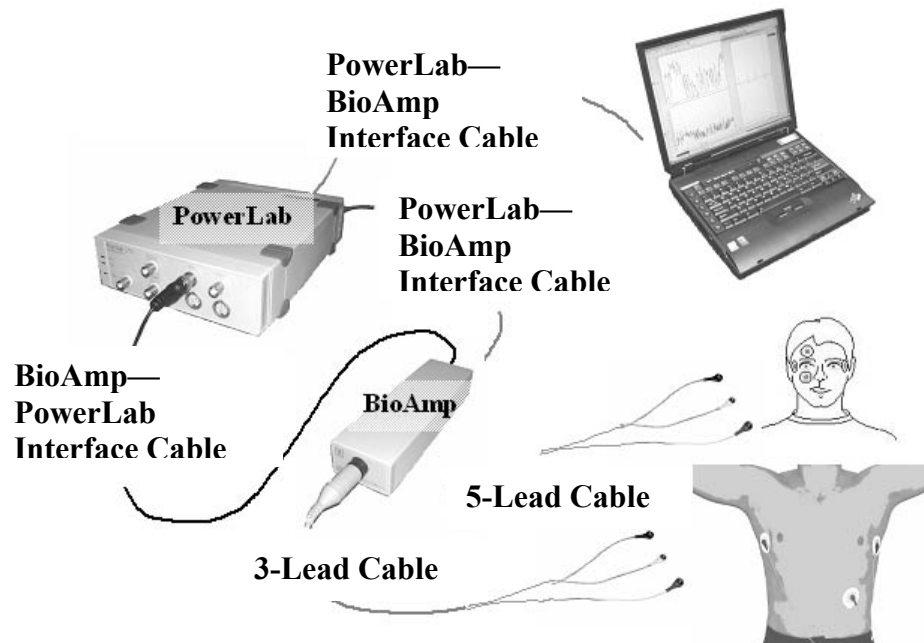 PowerLab—
BioAmp
Interface Cable
PowerLab
PowerLab—
BioAmp
Interface Cable
BioAmp—
PowerLab
Interface Cable
BioAmp
5-Lead Cable
3-Lead Cable